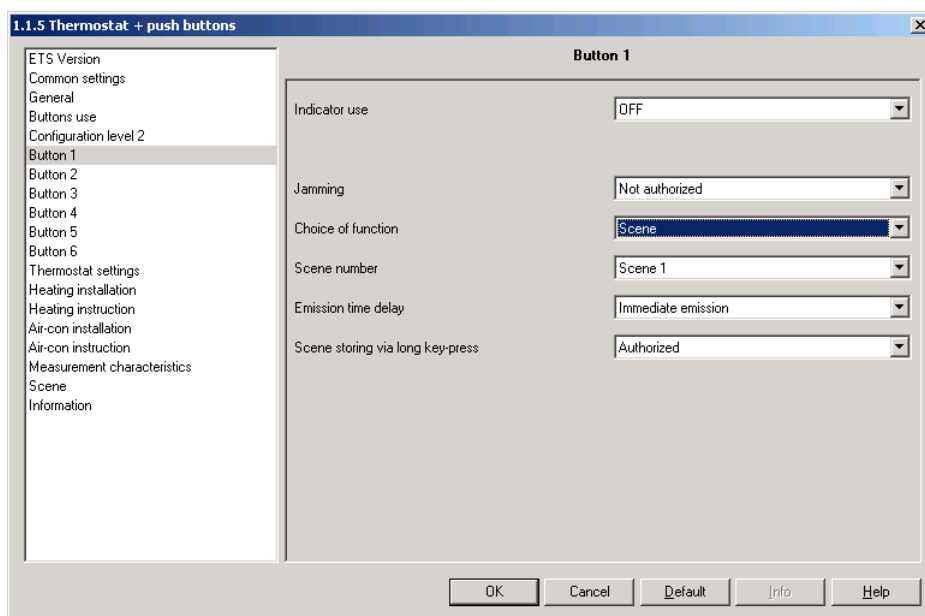 1.1.5 Thermostat + push buttons
ETS Version
Common settings
General
Buttons use
Configuration level 2
Button 1
Button 2
Button 3
Button 4
Button 5
Button 6
Thermostat settings
Heating installation
Heating instruction
Air-con installation
Air-con instruction
Measurement characteristics
Scene
Information
Button 1
Indicator use OFF
Jamming Not authorized
Choice of function Scene
Scene number Scene 1
Emission time delay Immediate emission
Scene storing via long key-press Authorized
OK Cancel Default Info Help